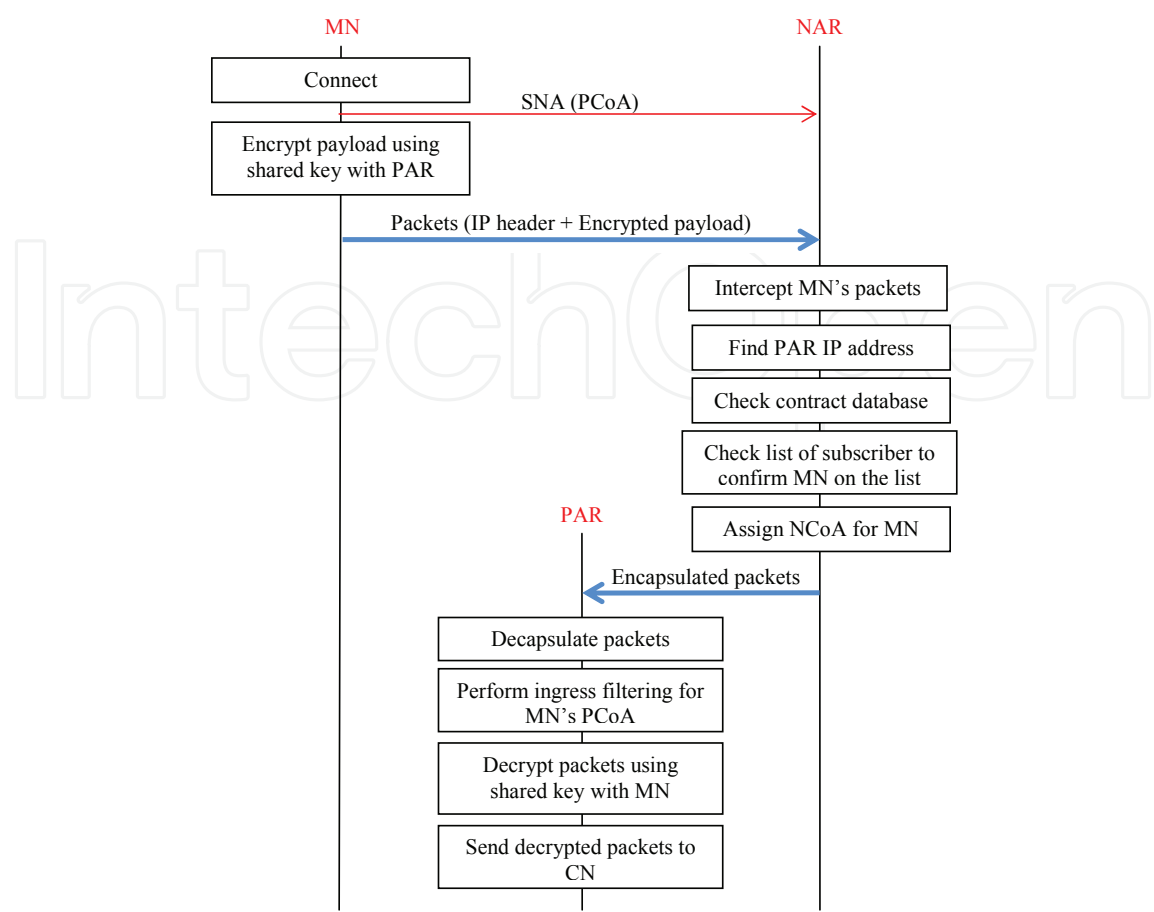 MN
NAR
Connect
SNA (PCoA)
Encrypt payload using
shared key with PAR
Packets (IP header + Encrypted payload)
IntechOpen
Intercept MN's packets
Find PAR IP address
Check contract database
Check list of subscriber to
confirm MN on the list
PAR
Assign NCoA for MN
Encapsulated packets
Decapsulate packets
Perform ingress filtering for
MN's PCoA
Decrypt packets using
shared key with MN
Send decrypted packets to
CN